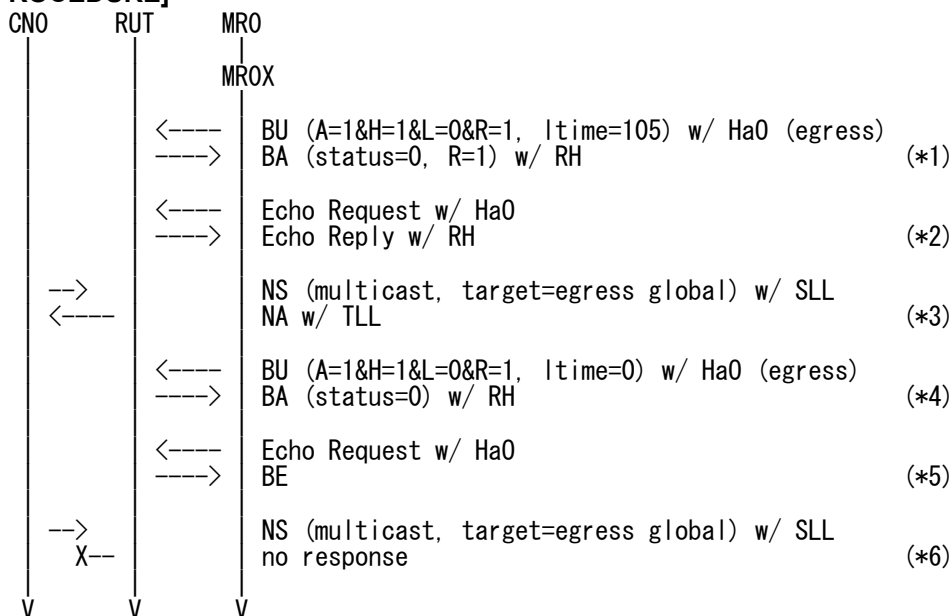 CN0 RUT MR0
MR0X
<---- BU (A=1&H=1&L=0&R=1, ltime=105) w/ HaO (egress)
----> BA (status=0, R=1) w/ RH (*1)
<---- Echo Request w/ HaO
----> Echo Reply w/ RH (*2)
--> NS (multicast, target=egress global) w/ SLL
<---- NA w/ TLL (*3)
<---- BU (A=1&H=1&L=0&R=1, ltime=0) w/ HaO (egress)
----> BA (status=0) w/ RH (*4)
<---- Echo Request w/ HaO
----> BE (*5)
--> NS (multicast, target=egress global) w/ SLL
X-- no response (*6)
V V V